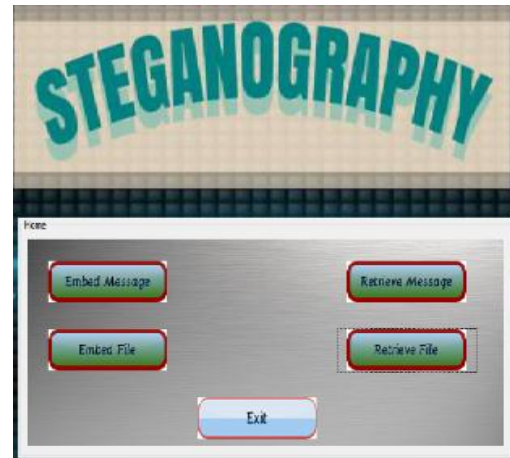 STEGANOGRAPHY
Home
Embed Message
Retrieve Message
Embed File
Retrieve File
Exit